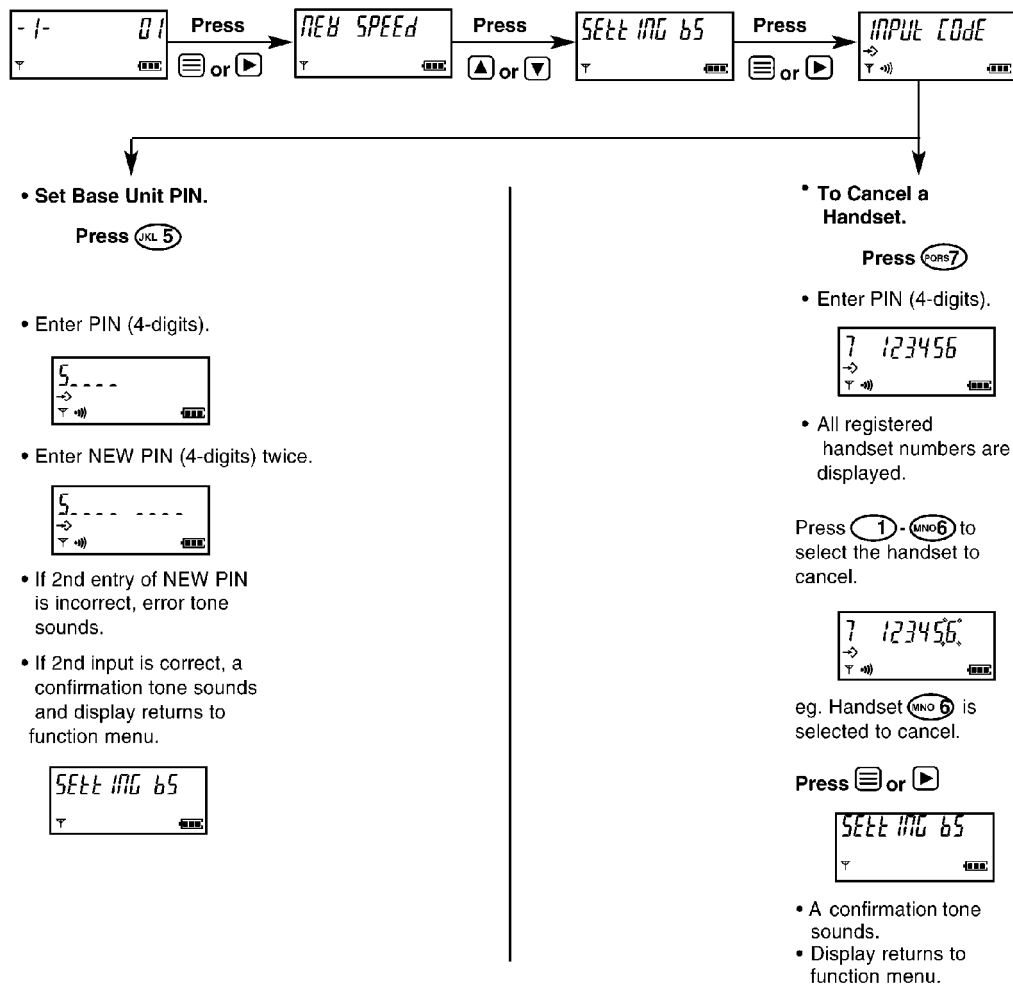 - 1 - 01
Press
or
NEW SPEEd
Press
or
SEtt ING bS
Press
or
INPUt COdE
• Set Base Unit PIN.
Press JKL 5
• Enter PIN (4-digits).
5_ _ _ _
• Enter NEW PIN (4-digits) twice.
5_ _ _ _ _ _ _ _
• If 2nd entry of NEW PIN
is incorrect, error tone
sounds.
• If 2nd input is correct, a
confirmation tone sounds
and display returns to
function menu.
SEtt ING bS
• To Cancel a
Handset.
Press PQRS7
• Enter PIN (4-digits).
7 123456
• All registered
handset numbers are
displayed.
Press 1 - MNO6 to
select the handset to
cancel.
7 123456
eg. Handset MNO 6 is
selected to cancel.
Press or
SEtt ING bS
• A confirmation tone
sounds.
• Display returns to
function menu.